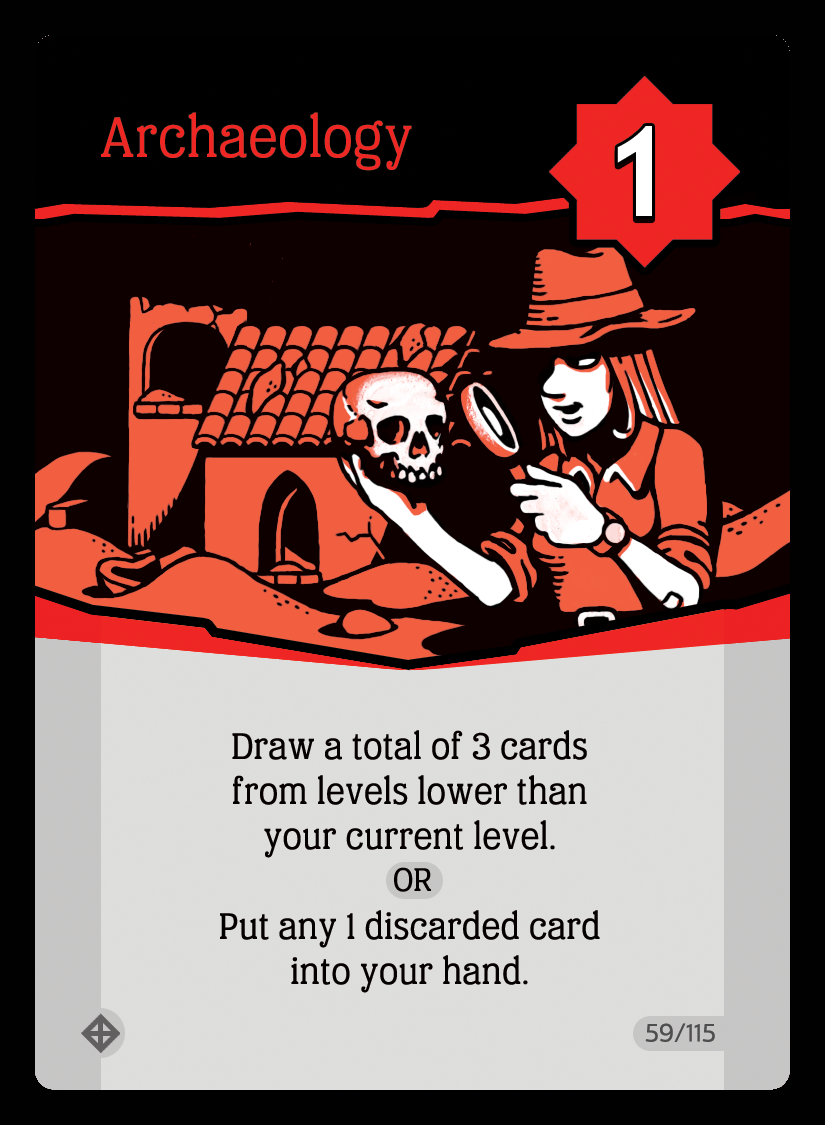 Archaeology
1
Draw a total of 3 cards
from levels lower than
your current level.
OR
Put any 1 discarded card
into your hand.
59/115